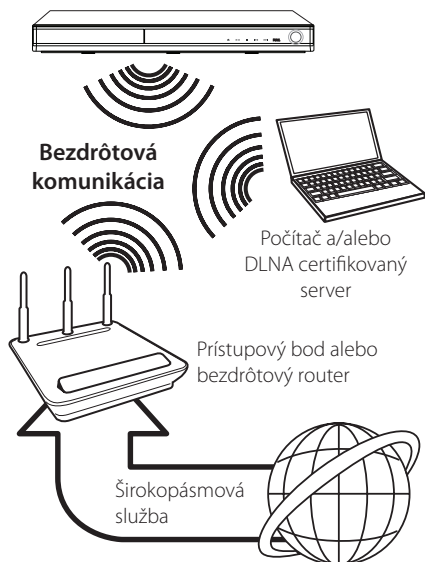 Bezdrôtová
komunikácia
Počítač a/alebo
DLNA certifikovaný
server
Prístupový bod alebo
bezdrôtový router
Širokopásmová
služba